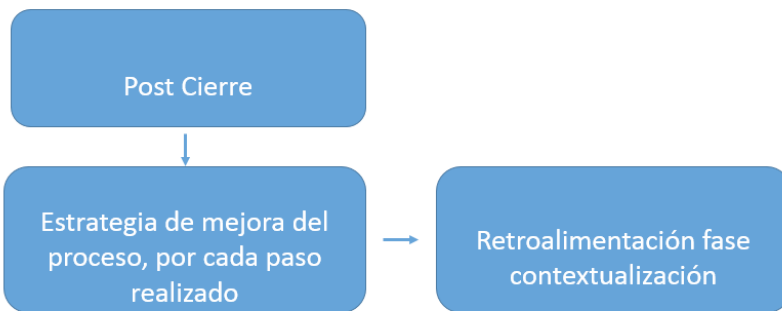 Post Cierre
Estrategia de mejora del
proceso, por cada paso
realizado
Retroalimentación fase
contextualización